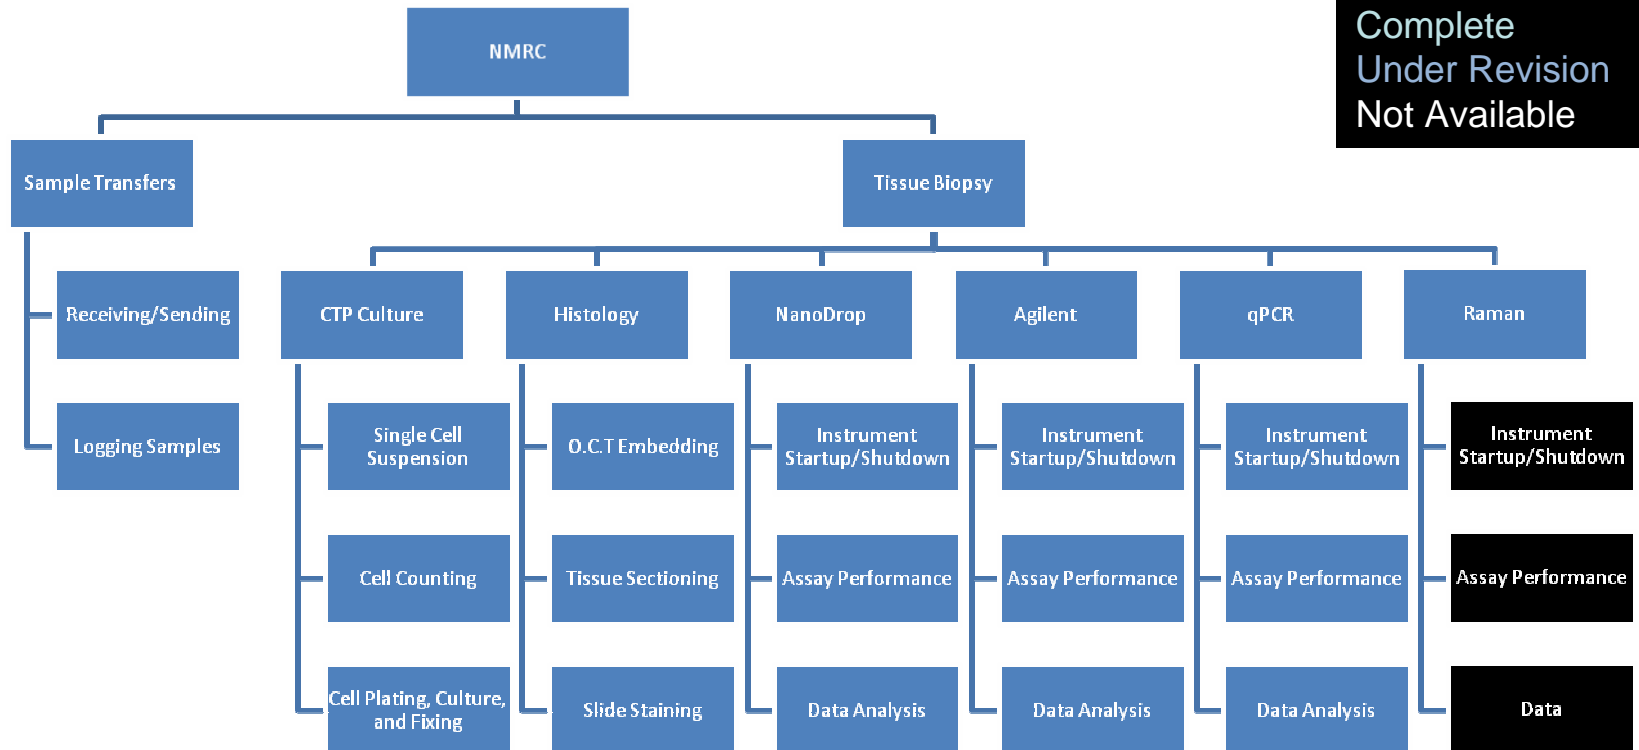 NMRC
Complete
Under Revision
Not Available
Sample Transfers
Tissue Biopsy
Receiving/Sending
CTP Culture
Histology
NanoDrop
Agilent
qPCR
Raman
Logging Samples
Single Cell
Suspension
O.C.T Embedding
Instrument
Startup/Shutdown
Instrument
Startup/Shutdown
Instrument
Startup/Shutdown
Instrument
Startup/Shutdown
Cell Counting
Tissue Sectioning
Assay Performance
Assay Performance
Assay Performance
Assay Performance
Cell Plating, Culture,
and Fixing
Slide Staining
Data Analysis
Data Analysis
Data Analysis
Data